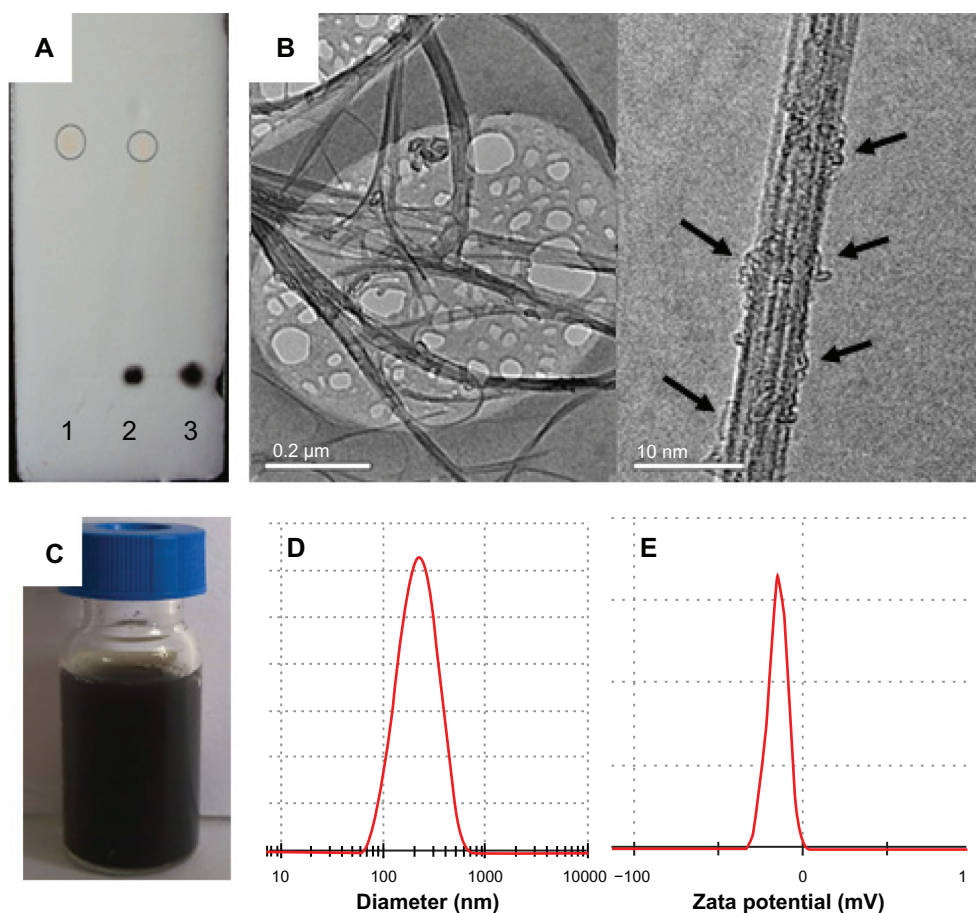 A
B
1 2 3
0.2 µm
10 nm
C
D
E
10 100 1000 10000
Diameter (nm)
−100 0 1
Zata potential (mV)